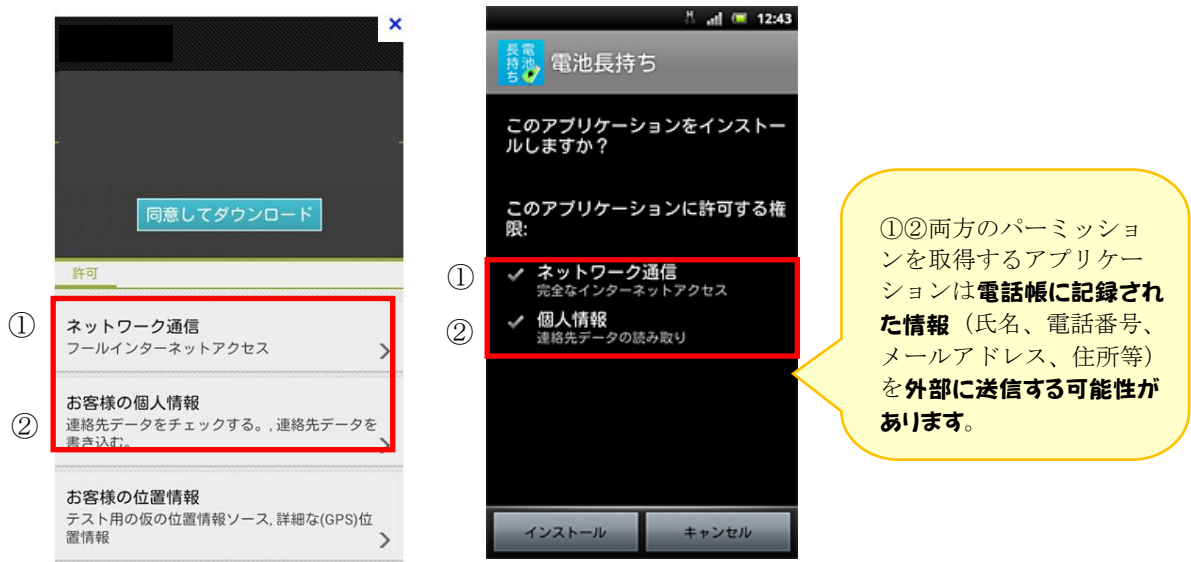 同意してダウンロード
許可
①
ネットワーク通信
フールインターネットアクセス
②
お客様の個人情報
連絡先データをチェックする。, 連絡先データを
書き込む。
お客様の位置情報
テスト用の仮の位置情報ソース, 詳細な(GPS)位
置情報
H
12:43
電池長持ち
電池長持ち
このアプリケーションをインストー
ルしますか?
このアプリケーションに許可する権
限:
①
ネットワーク通信
完全なインターネットアクセス
②
個人情報
連絡先データの読み取り
インストール
キャンセル
①②両方のパーミッショ
ンを取得するアプリケー
ションは電話帳に記録され
た情報(氏名、電話番号、
メールアドレス、住所等)
を外部に送信する可能性が
あります。